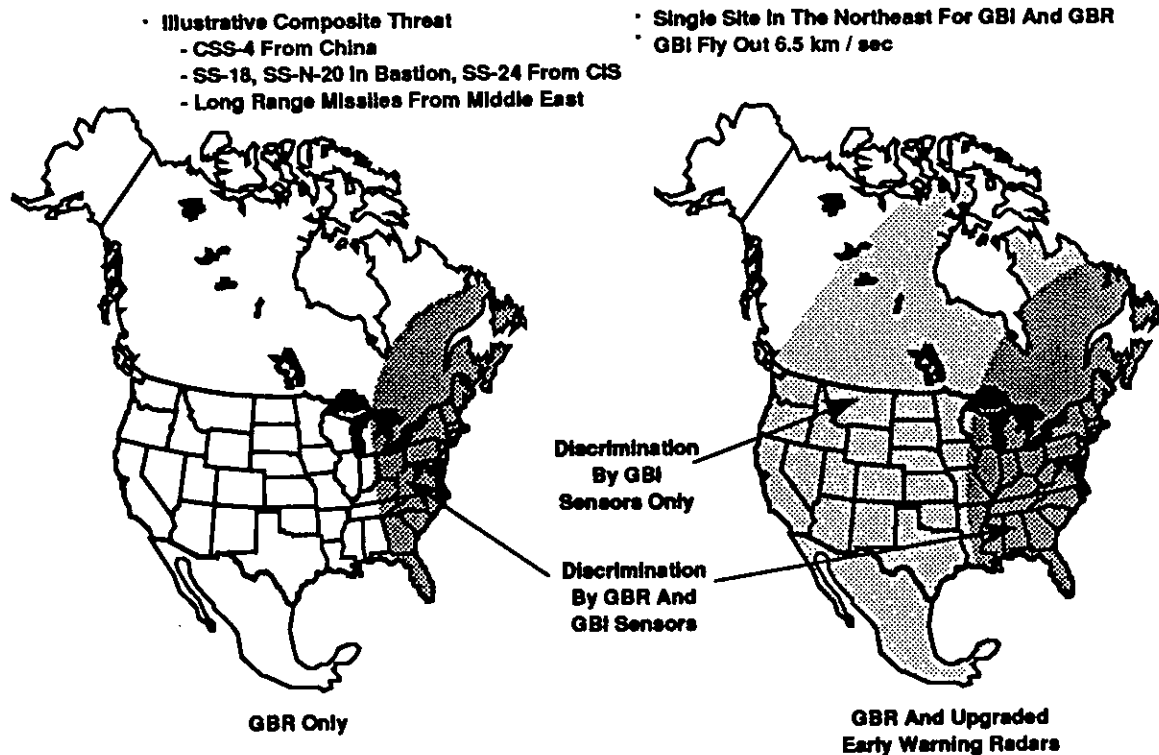 · Illustrative Composite Threat
- CSS-4 From China
- SS-18, SS-N-20 In Bastion, SS-24 From CIS
- Long Range Missiles From Middle East
· Single Site In The Northeast For GBI And GBR
· GBI Fly Out 6.5 km / sec
Discrimination
By GBI
Sensors Only
Discrimination
By GBR And
GBI Sensors
GBR Only
GBR And Upgraded
Early Warning Radars